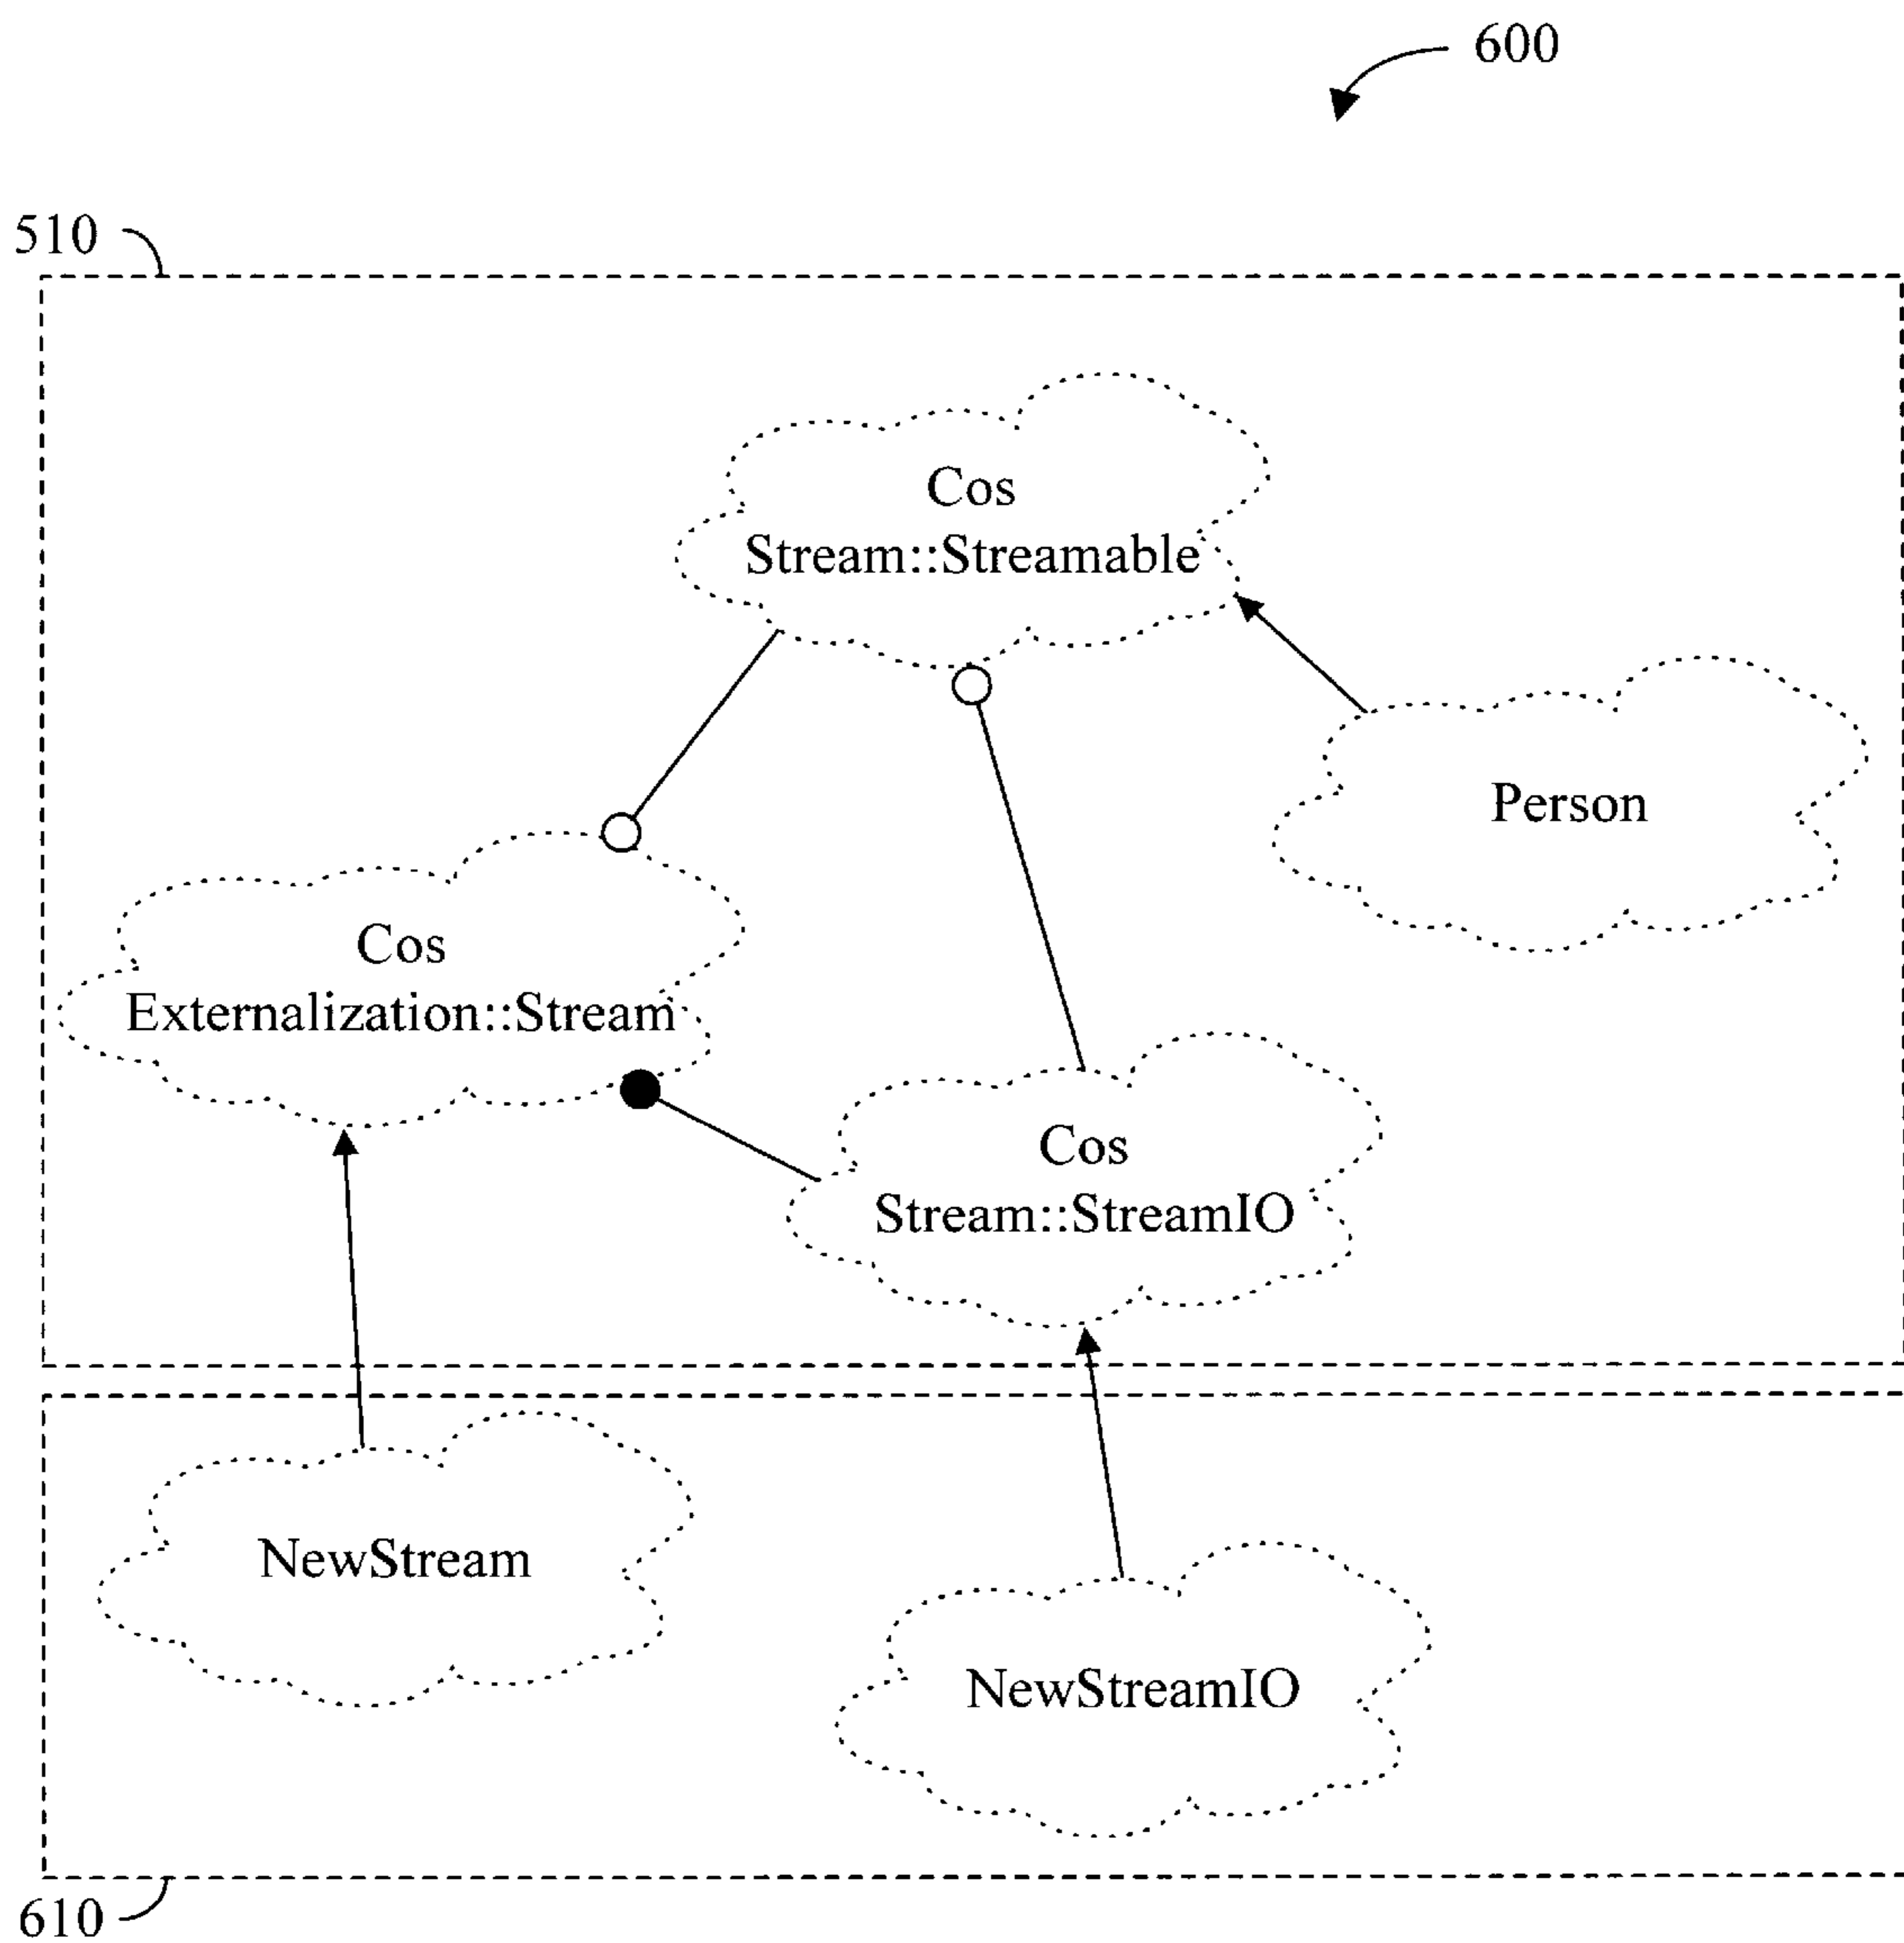 600
510
Cos
Stream::Streamable
Person
Cos
Externalization::Stream
Cos
Stream::StreamIO
NewStream
NewStreamIO
610